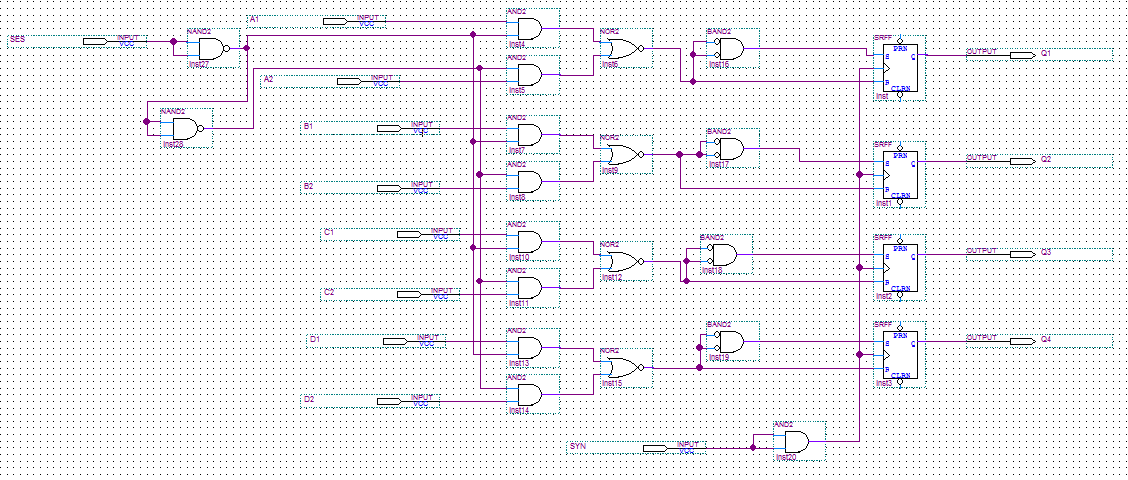 SES
INPUT
VCC
NAND2
inst27
NAND2
inst28
A1
INPUT
VCC
A2
INPUT
VCC
B1
INPUT
VCC
B2
INPUT
VCC
C1
INPUT
VCC
C2
INPUT
VCC
D1
INPUT
VCC
D2
INPUT
VCC
AND2
inst4
AND2
inst5
AND2
inst7
AND2
inst8
AND2
inst10
AND2
inst11
AND2
inst13
AND2
inst14
NOR2
inst6
NOR2
inst9
NOR2
inst12
NOR2
inst15
BAND2
inst16
BAND2
inst17
BAND2
inst18
BAND2
inst19
SYN
INPUT
VCC
AND2
inst20
SRFF
PRN
S Q
R
CLRN
inst
SRFF
PRN
S Q
R
CLRN
inst1
SRFF
PRN
S Q
R
CLRN
inst2
SRFF
PRN
S Q
R
CLRN
inst3
OUTPUT Q1
OUTPUT Q2
OUTPUT Q3
OUTPUT Q4